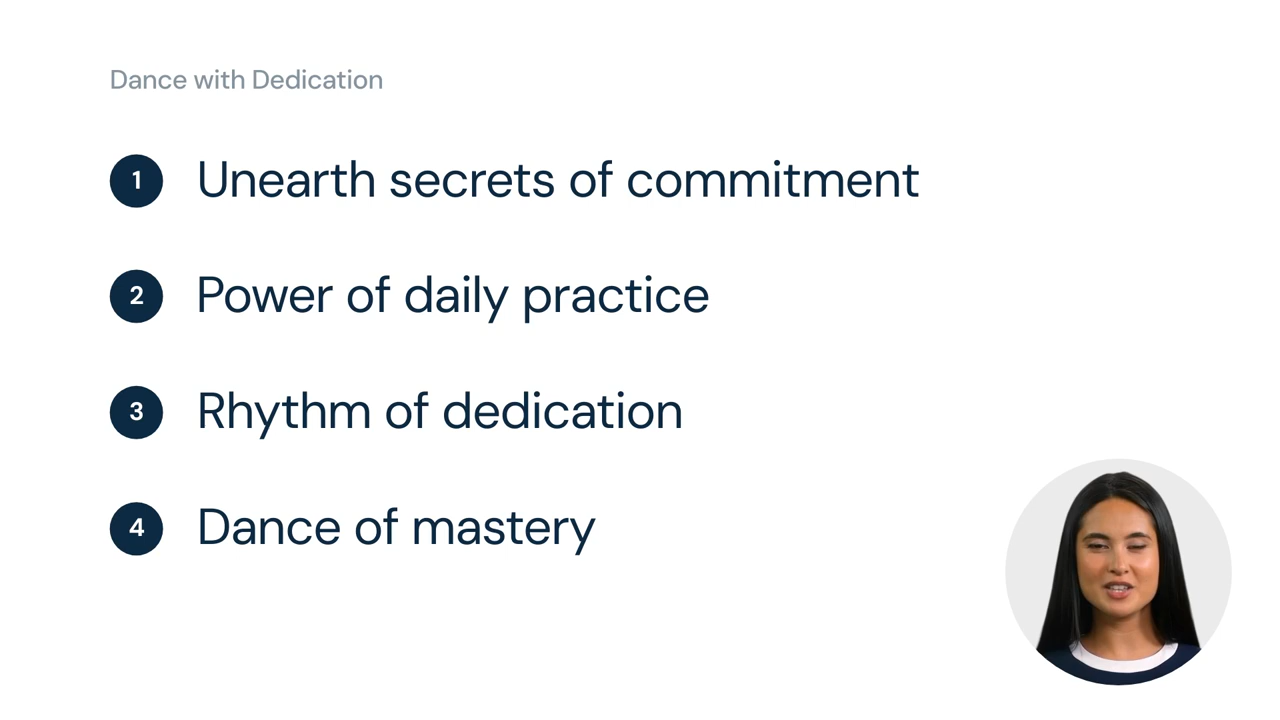 Dance with Dedication
1 Unearth secrets of commitment
2 Power of daily practice
3 Rhythm of dedication
4 Dance of mastery